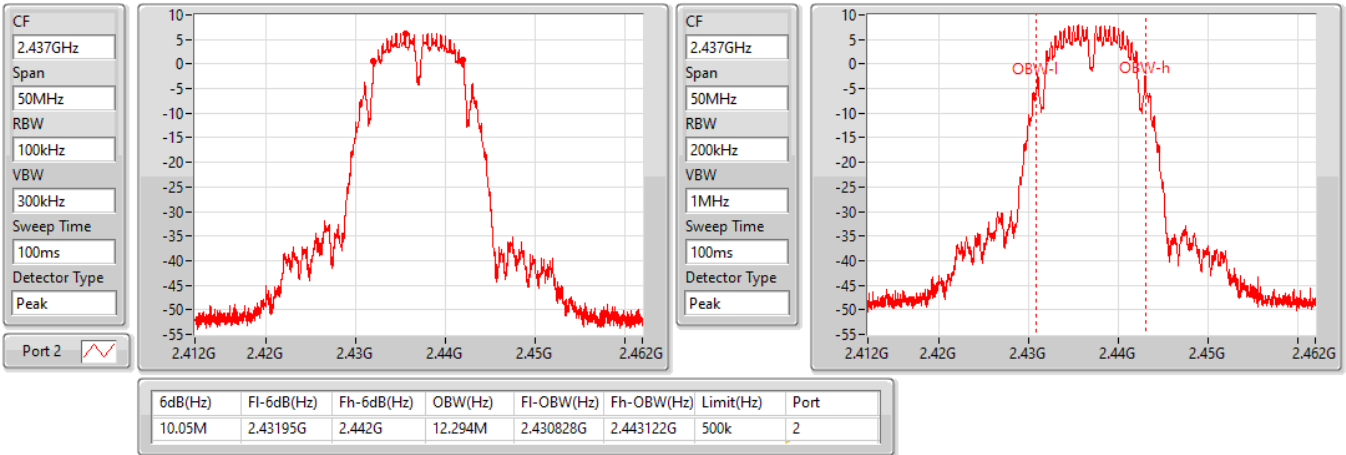 CF
2.437GHz
Span
50MHz
RBW
100kHz
VBW
300kHz
Sweep Time
100ms
Detector Type
Peak
Port 2
10
5
0
-5
-10
-15
-20
-25
-30
-35
-40
-45
-50
-55
2.412G 2.42G 2.43G 2.44G 2.45G 2.462G
CF
2.437GHz
Span
50MHz
RBW
200kHz
VBW
1MHz
Sweep Time
100ms
Detector Type
Peak
10
5
0
-5
-10
-15
-20
-25
-30
-35
-40
-45
-50
-55
OBW-l OBW-h
2.412G 2.42G 2.43G 2.44G 2.45G 2.462G
6dB(Hz) Fl-6dB(Hz) Fh-6dB(Hz) OBW(Hz) Fl-OBW(Hz) Fh-OBW(Hz) Limit(Hz) Port
10.05M 2.43195G 2.442G 12.294M 2.430828G 2.443122G 500k 2